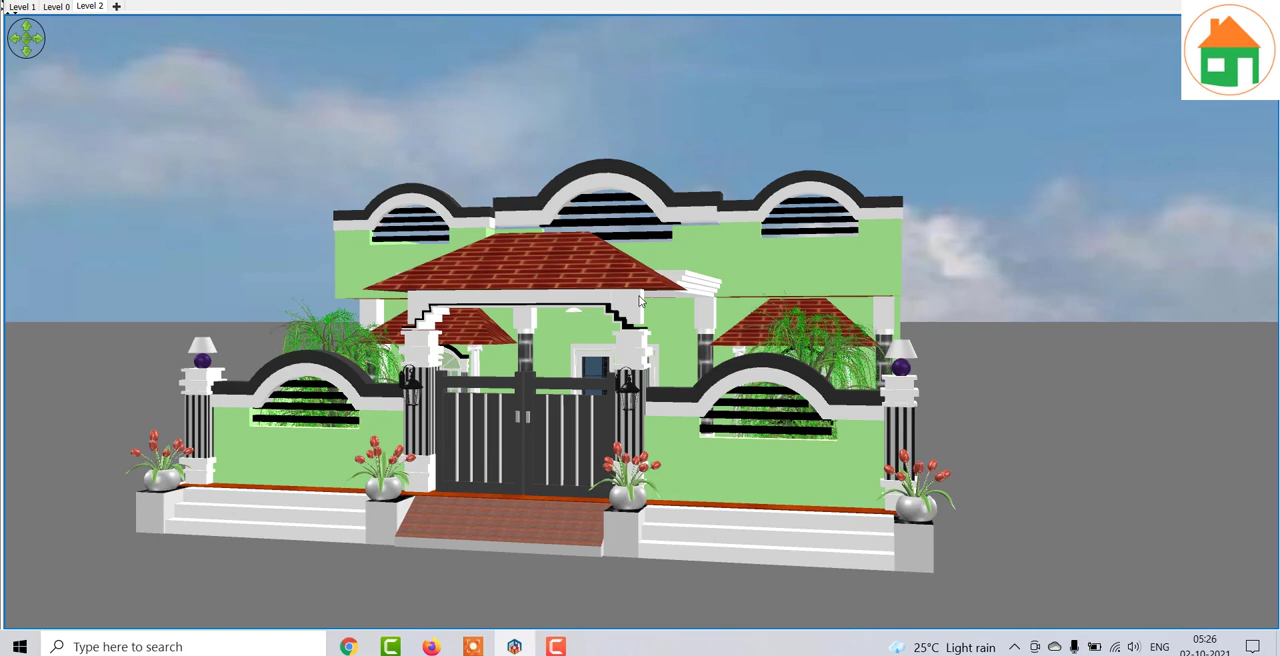 Level 1 Level 0 Level 2
Type here to search
25°C Light rain
ENG
05:26
02-10-2021